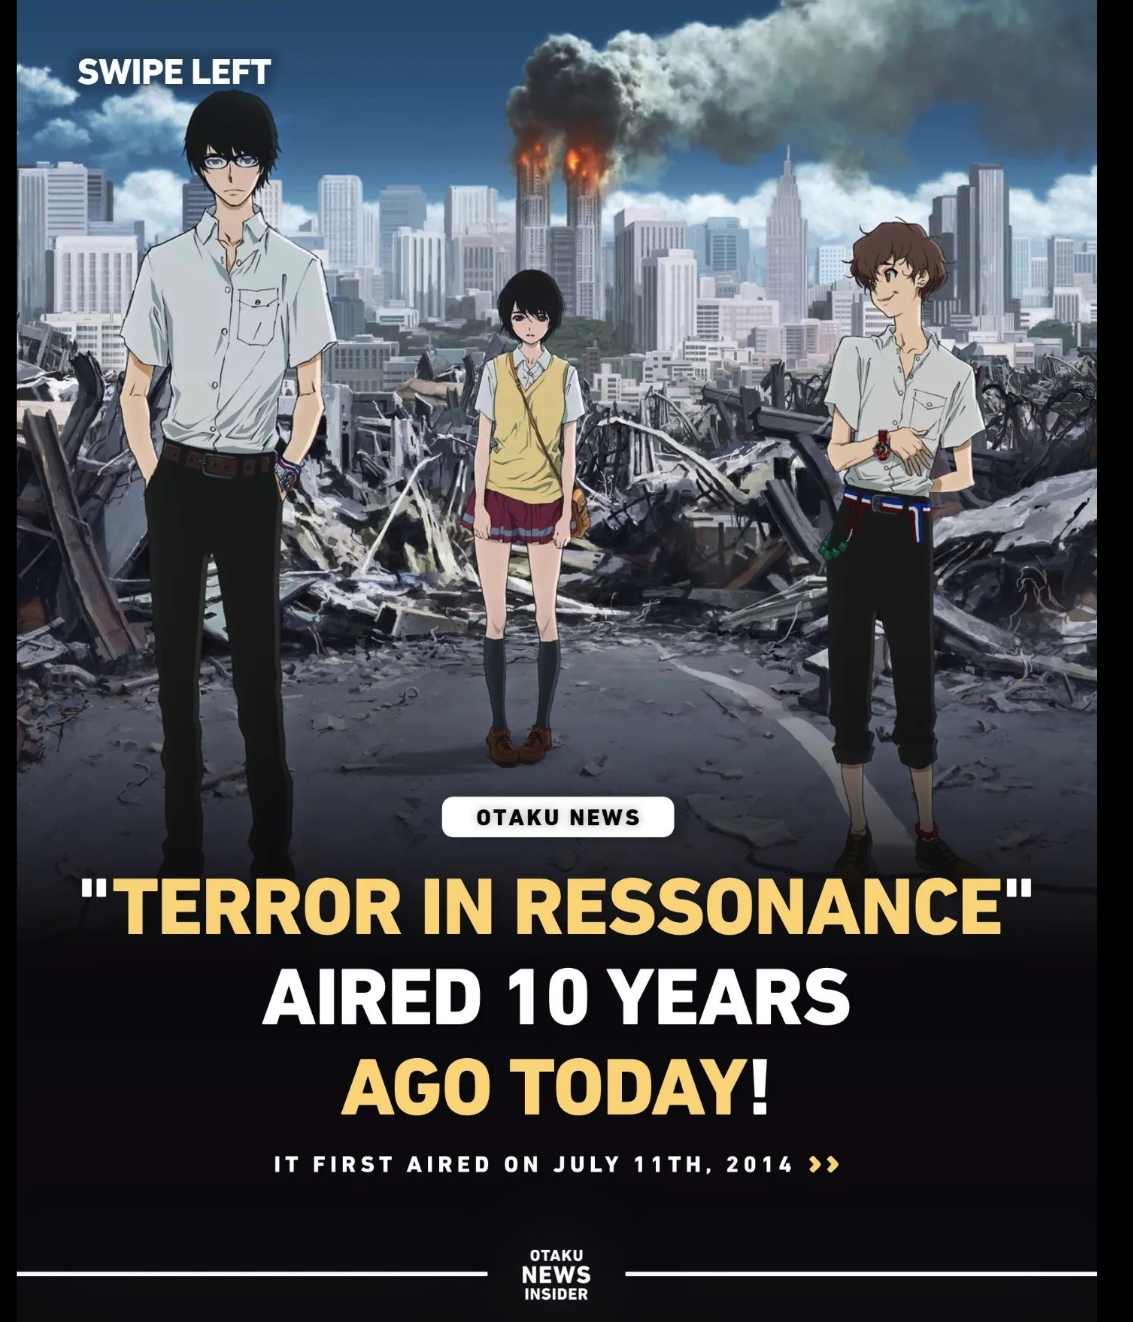 SWIPE LEFT
OTAKU NEWS
"TERROR IN RESSONANCE"
AIRED 10 YEARS
AGO TODAY!
IT FIRST AIRED ON JULY 11TH, 2014 >>
OTAKU
NEWS
INSIDER